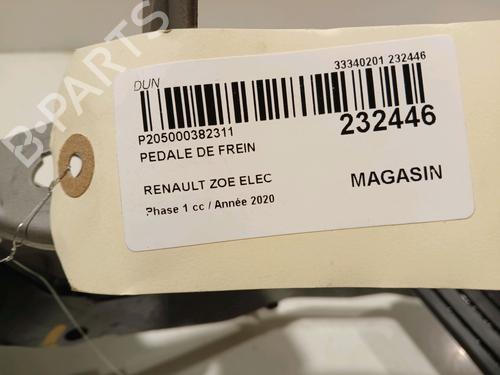 B-PARTS
DUN
33340201 232446
P205000382311
232446
PEDALE DE FREIN
RENAULT ZOE ELEC
MAGASIN
Phase 1 cc / Année 2020